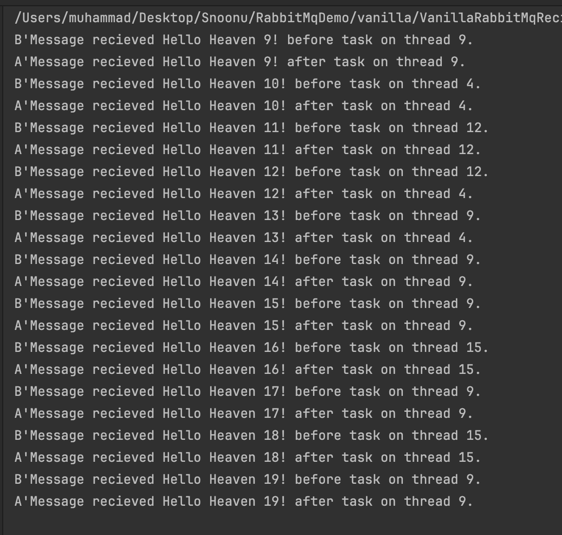 /Users/muhammad/Desktop/Snoonu/RabbitMqDemo/vanilla/VanillaRabbitMqReci
B'Message recieved Hello Heaven 9! before task on thread 9.
A'Message recieved Hello Heaven 9! after task on thread 9.
B'Message recieved Hello Heaven 10! before task on thread 4.
A'Message recieved Hello Heaven 10! after task on thread 4.
B'Message recieved Hello Heaven 11! before task on thread 12.
A'Message recieved Hello Heaven 11! after task on thread 12.
B'Message recieved Hello Heaven 12! before task on thread 12.
A'Message recieved Hello Heaven 12! after task on thread 4.
B'Message recieved Hello Heaven 13! before task on thread 9.
A'Message recieved Hello Heaven 13! after task on thread 4.
B'Message recieved Hello Heaven 14! before task on thread 9.
A'Message recieved Hello Heaven 14! after task on thread 9.
B'Message recieved Hello Heaven 15! before task on thread 9.
A'Message recieved Hello Heaven 15! after task on thread 9.
B'Message recieved Hello Heaven 16! before task on thread 15.
A'Message recieved Hello Heaven 16! after task on thread 15.
B'Message recieved Hello Heaven 17! before task on thread 9.
A'Message recieved Hello Heaven 17! after task on thread 9.
B'Message recieved Hello Heaven 18! before task on thread 15.
A'Message recieved Hello Heaven 18! after task on thread 15.
B'Message recieved Hello Heaven 19! before task on thread 9.
A'Message recieved Hello Heaven 19! after task on thread 9.